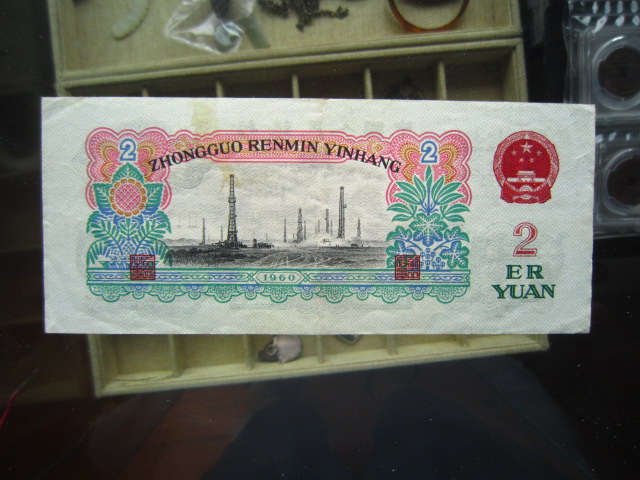 2
ZHONGGUO RENMIN YINHANG
2
1960
2
ER
YUAN